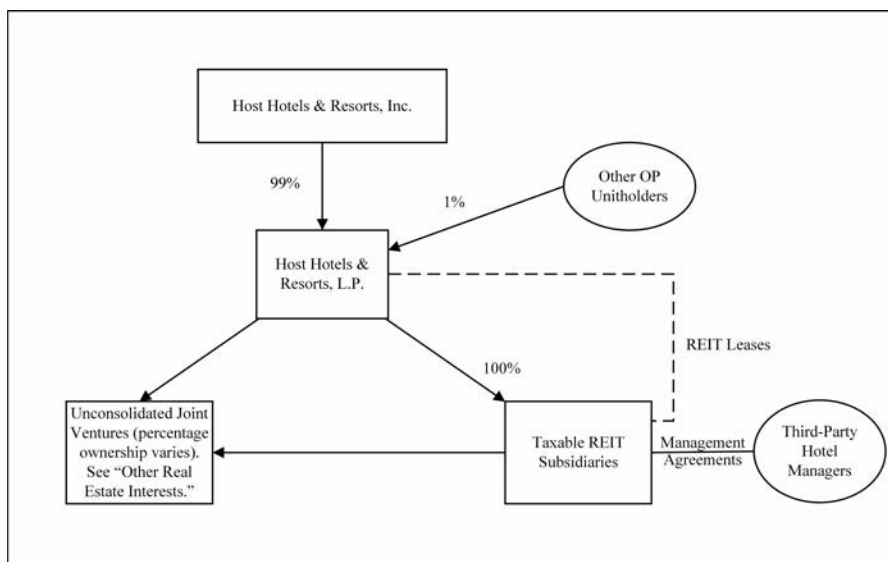 Host Hotels & Resorts, Inc.
99%
Other OP
Unitholders
1%
Host Hotels &
Resorts, L.P.
REIT Leases
100%
Unconsolidated Joint
Ventures (percentage
ownership varies).
See “Other Real
Estate Interests.”
Taxable REIT
Subsidiaries
Management
Agreements
Third-Party
Hotel
Managers